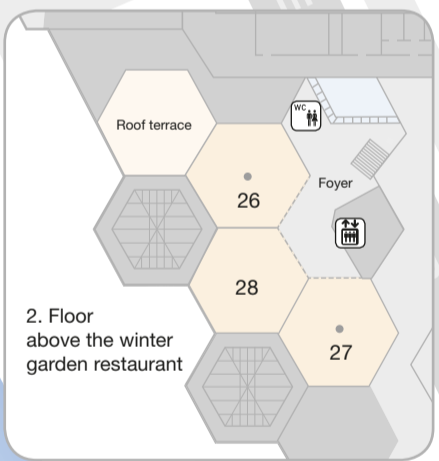 WC
Roof terrace
26
Foyer
28
2. Floor
above the winter
garden restaurant
27